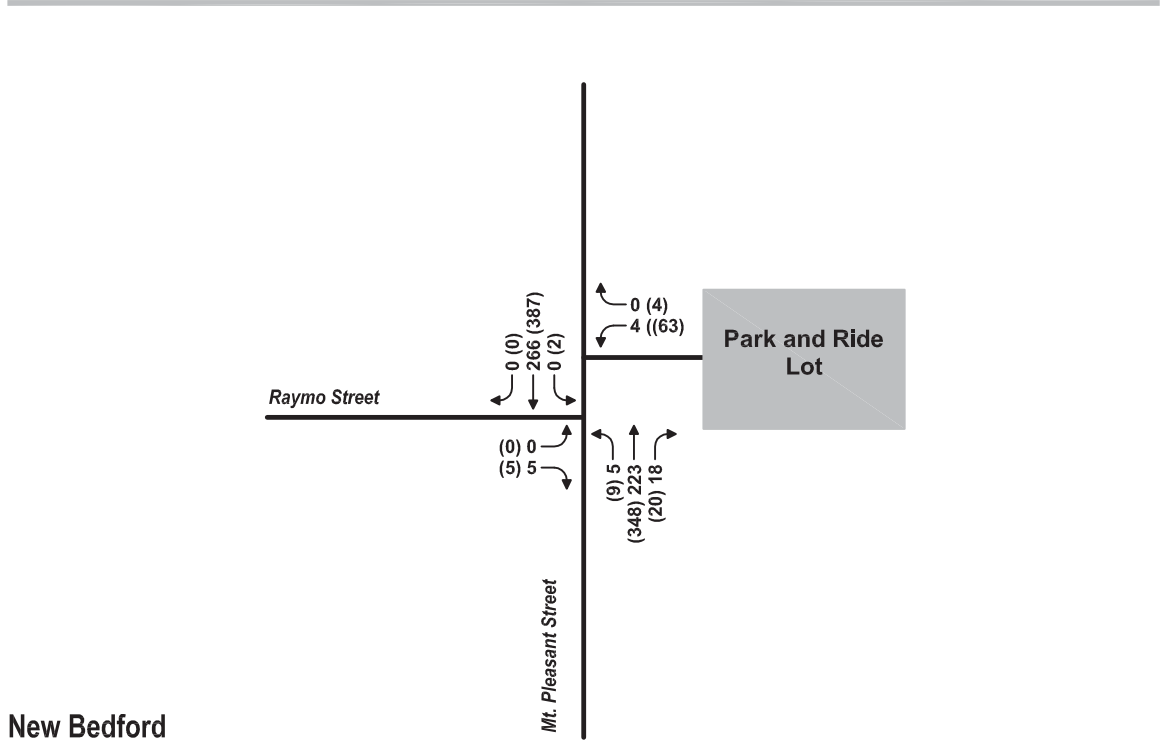 0 (0)
266 (387)
0 (2)
0 (4)
4 ((63)
Park and Ride
Lot
Raymo Street
(0) 0
(5) 5
(9) 5
(348) 223
(20) 18
Mt. Pleasant Street
New Bedford